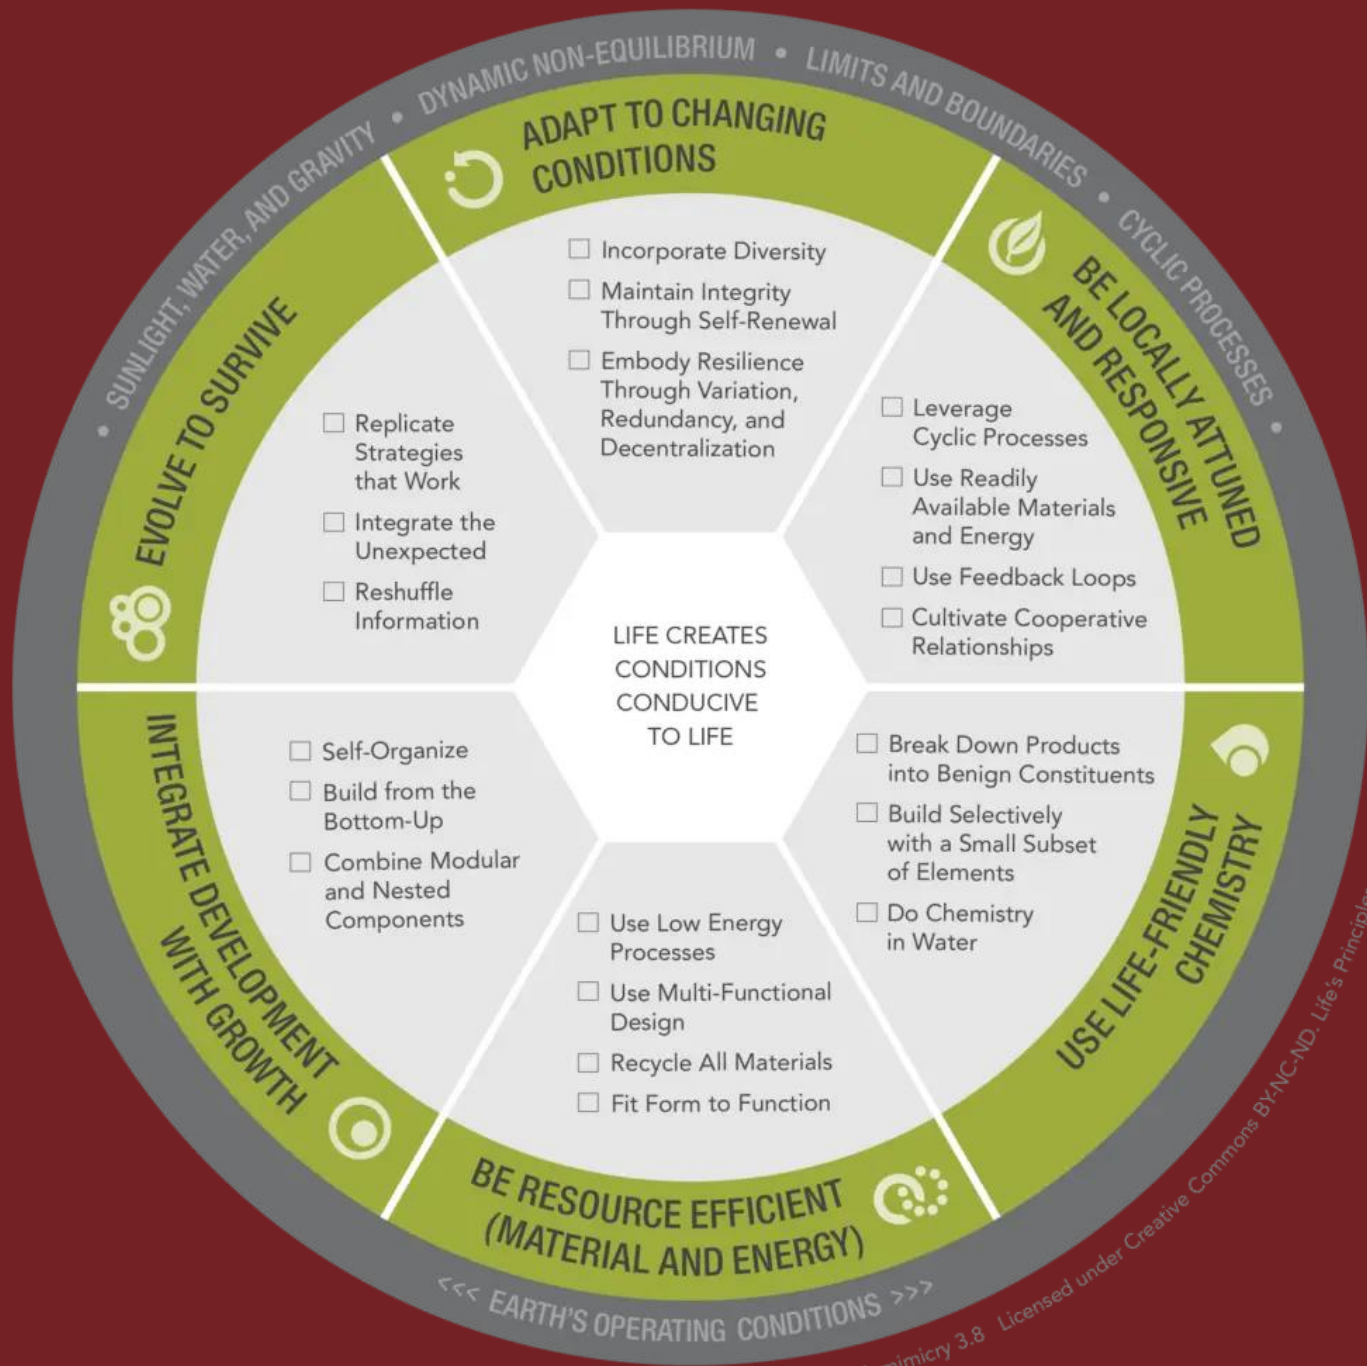 • SUNLIGHT, WATER, AND GRAVITY • DYNAMIC NON-EQUILIBRIUM • LIMITS AND BOUNDARIES • CYCLIC PROCESSES •
ADAPT TO CHANGING
CONDITIONS
☐ Incorporate Diversity
☐ Maintain Integrity
Through Self-Renewal
☐ Embody Resilience
Through Variation,
Redundancy, and
Decentralization
BE LOCALLY ATTUNED
AND RESPONSIVE
☐ Leverage
Cyclic Processes
☐ Use Readily
Available Materials
and Energy
☐ Use Feedback Loops
☐ Cultivate Cooperative
Relationships
USE LIFE-FRIENDLY
CHEMISTRY
☐ Break Down Products
into Benign Constituents
☐ Build Selectively
with a Small Subset
of Elements
☐ Do Chemistry
in Water
BE RESOURCE EFFICIENT
(MATERIAL AND ENERGY)
☐ Use Low Energy
Processes
☐ Use Multi-Functional
Design
☐ Recycle All Materials
☐ Fit Form to Function
INTEGRATE DEVELOPMENT
WITH GROWTH
☐ Self-Organize
☐ Build from the
Bottom-Up
☐ Combine Modular
and Nested
Components
EVOLVE TO SURVIVE
☐ Replicate
Strategies
that Work
☐ Integrate the
Unexpected
☐ Reshuffle
Information
LIFE CREATES
CONDITIONS
CONDUCIVE
TO LIFE
<<< EARTH'S OPERATING CONDITIONS >>>
3.8 Licensed under Creative Commons BY-NC-ND. Life's